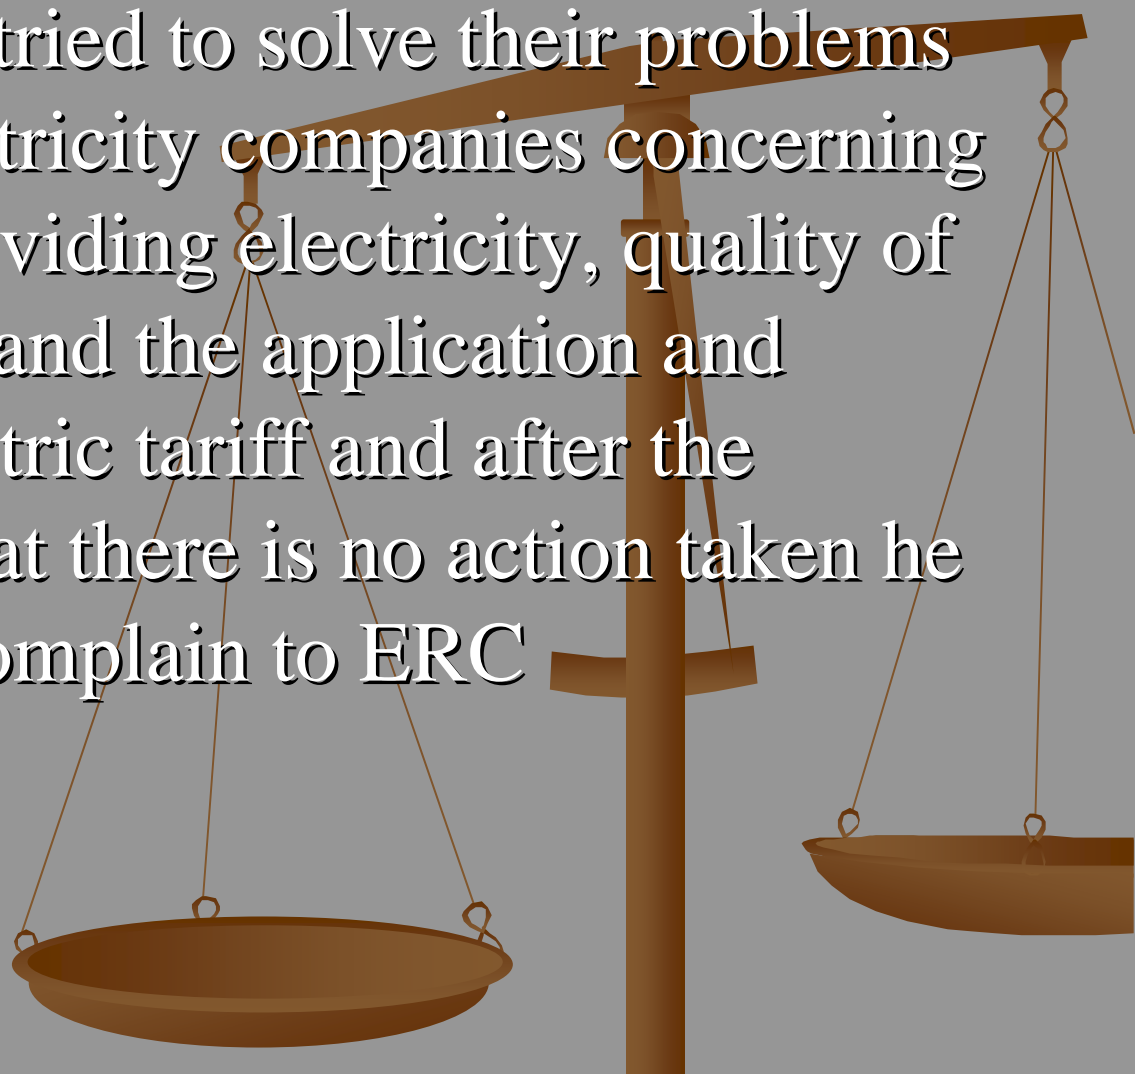 tried to solve their problems
tricity companies concerning
viding electricity, quality of
and the application and
tric tariff and after the
at there is no action taken he
omplain to ERC